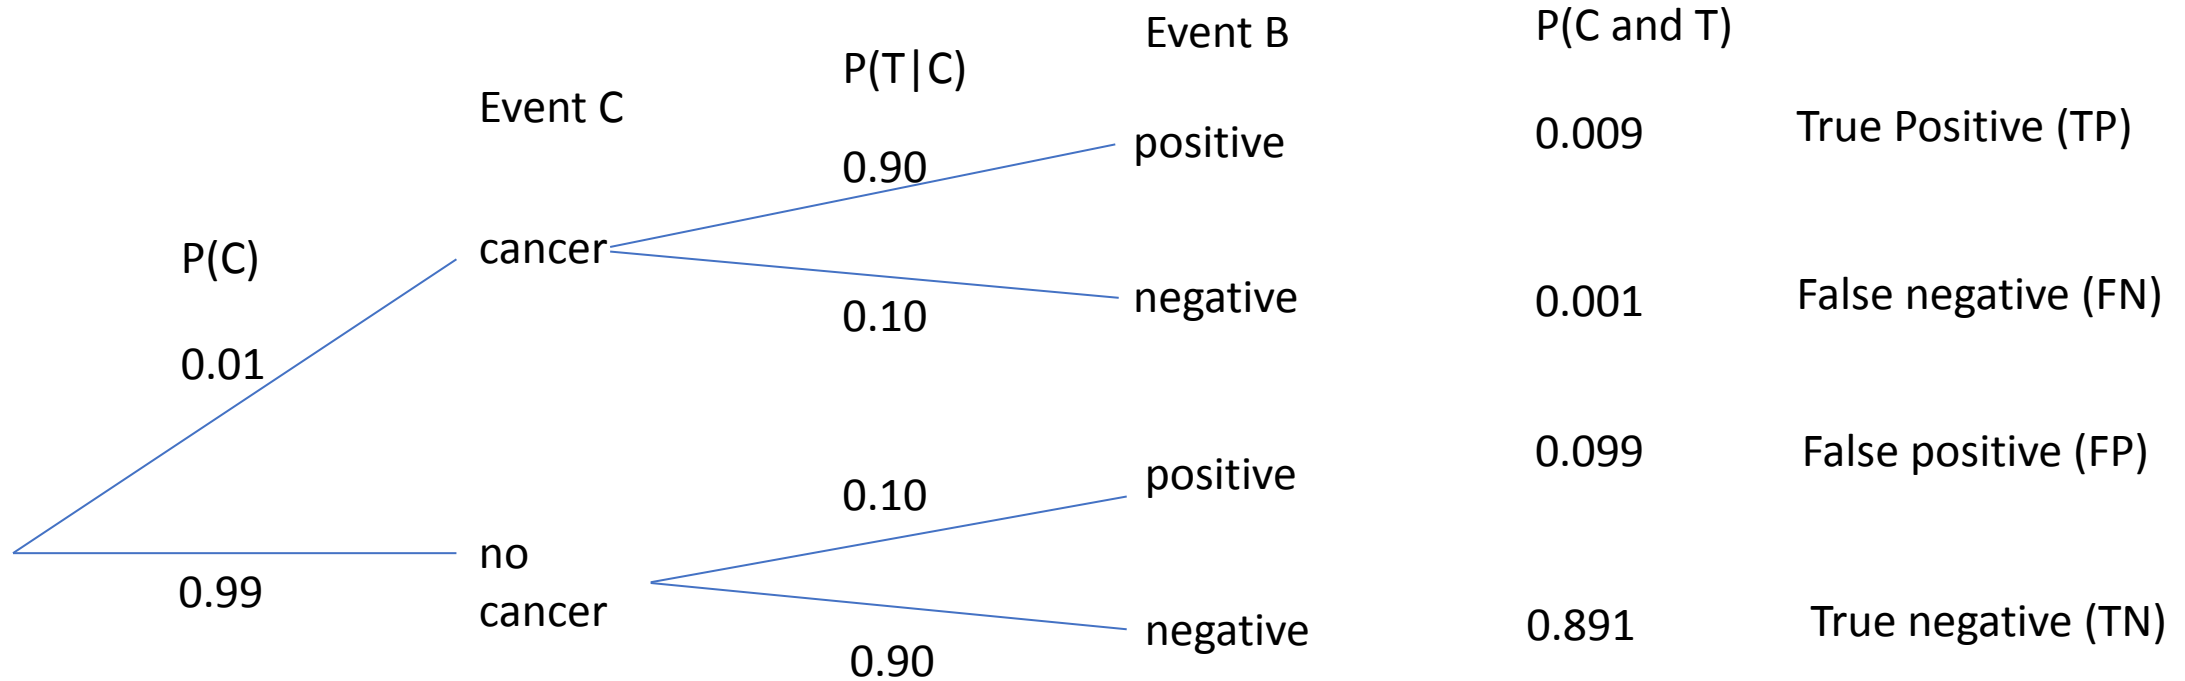 Event B
P(C and T)
P(T|C)
Event C
0.90
positive
0.009
True Positive (TP)
P(C)
cancer
0.01
0.10
negative
0.001
False negative (FN)
0.10
positive
0.099
False positive (FP)
0.99
no
cancer
0.90
negative
0.891
True negative (TN)